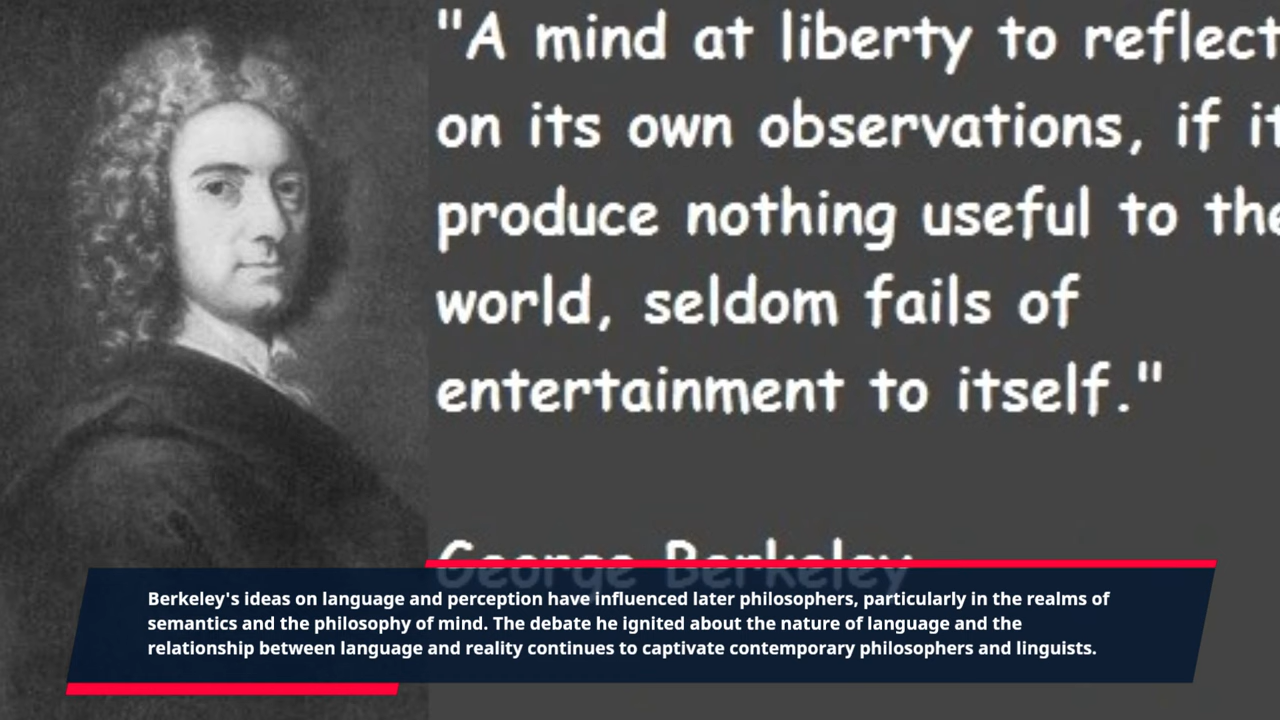 "A mind at liberty to reflect
on its own observations, if it
produce nothing useful to the
world, seldom fails of
entertainment to itself."
George Berkeley
Berkeley's ideas on language and perception have influenced later philosophers, particularly in the realms of
semantics and the philosophy of mind. The debate he ignited about the nature of language and the
relationship between language and reality continues to captivate contemporary philosophers and linguists.